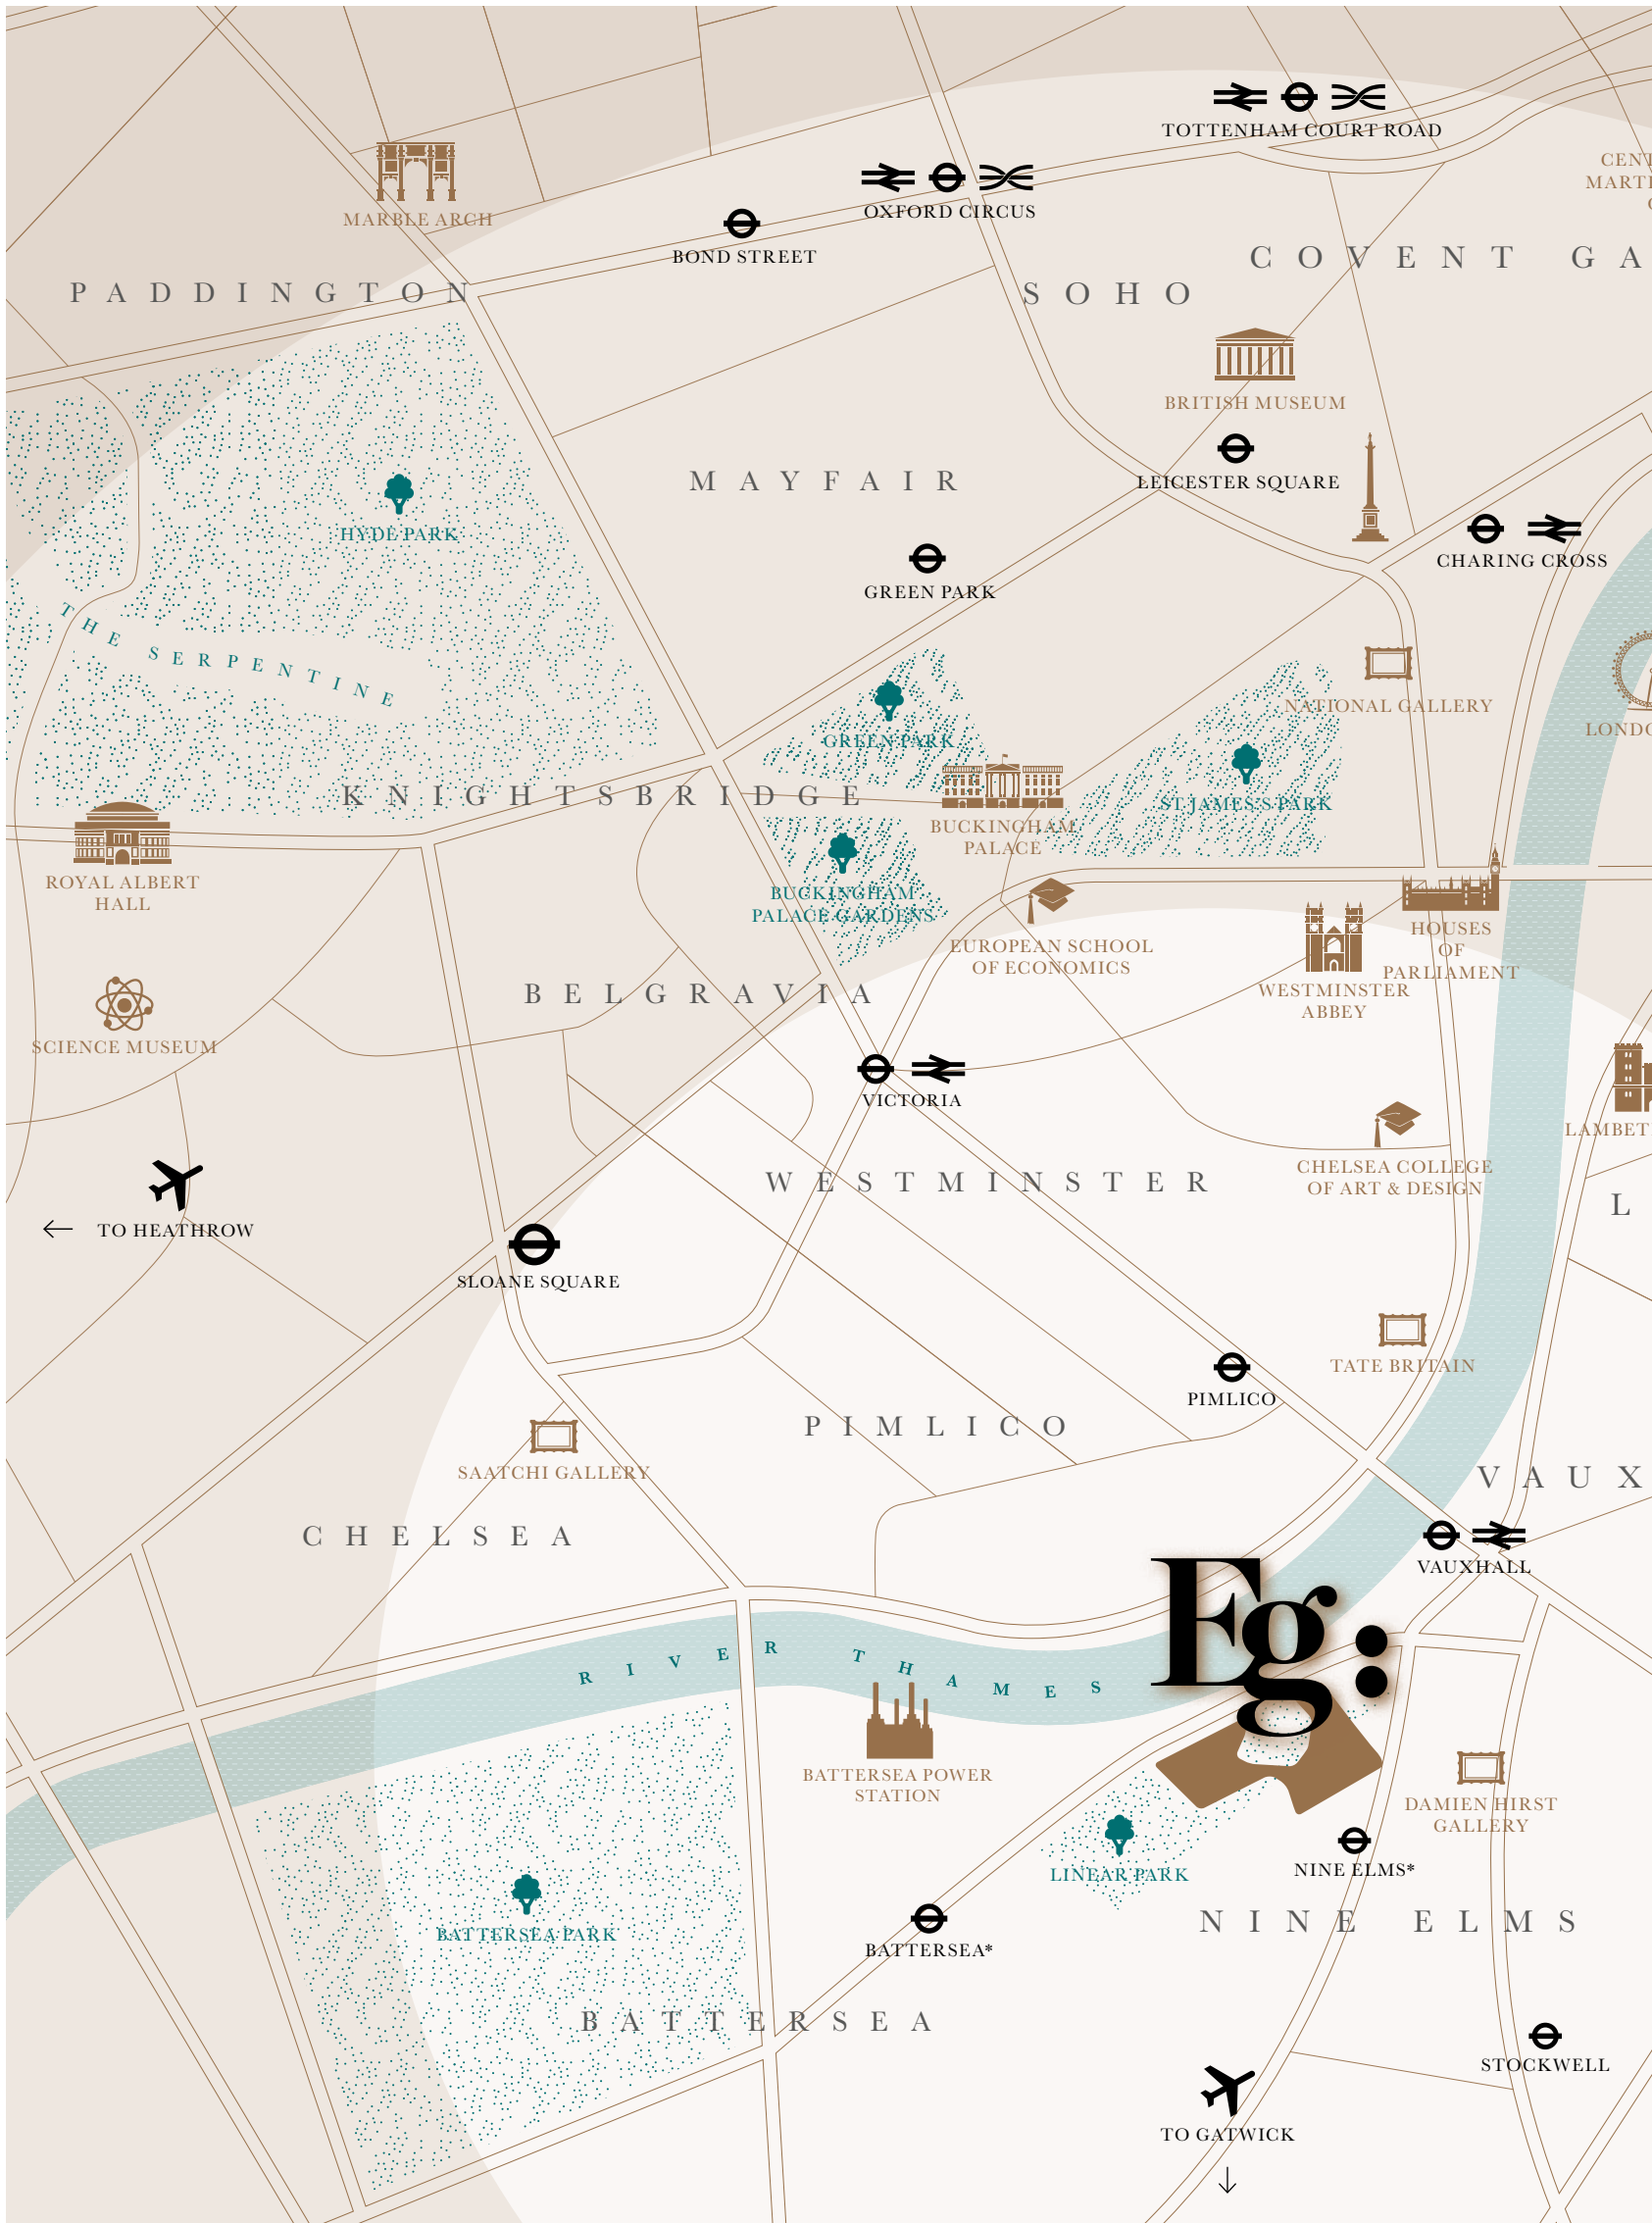 TOTTENHAM COURT ROAD
CENT
MARTI
MARBLE ARCH
OXFORD CIRCUS
BOND STREET
COVENT GA
PADDINGTON
SOHO
BRITISH MUSEUM
MAYFAIR
LEICESTER SQUARE
HYDE PARK
CHARING CROSS
GREEN PARK
THE SERPENTINE
NATIONAL GALLERY
LONDO
GREEN PARK
KNIGHTSBRIDGE
ST JAMES'S PARK
BUCKINGHAM
PALACE
ROYAL ALBERT
HALL
BUCKINGHAM
PALACE GARDENS
EUROPEAN SCHOOL
OF ECONOMICS
HOUSES
OF
PARLIAMENT
WESTMINSTER
ABBEY
BELGRAVIA
SCIENCE MUSEUM
VICTORIA
LAMBET
CHELSEA COLLEGE
OF ART & DESIGN
WESTMINSTER
L
TO HEATHROW
SLOANE SQUARE
TATE BRITAIN
PIMLICO
PIMLICO
SAATCHI GALLERY
VAUX
CHELSEA
VAUXHALL
Eg:
RIVER THAMES
BATTERSEA POWER
STATION
DAMIEN HIRST
GALLERY
LINEAR PARK
NINE ELMS*
NINE ELMS
BATTERSEA PARK
BATTERSEA*
BATTERSEA
STOCKWELL
TO GATWICK